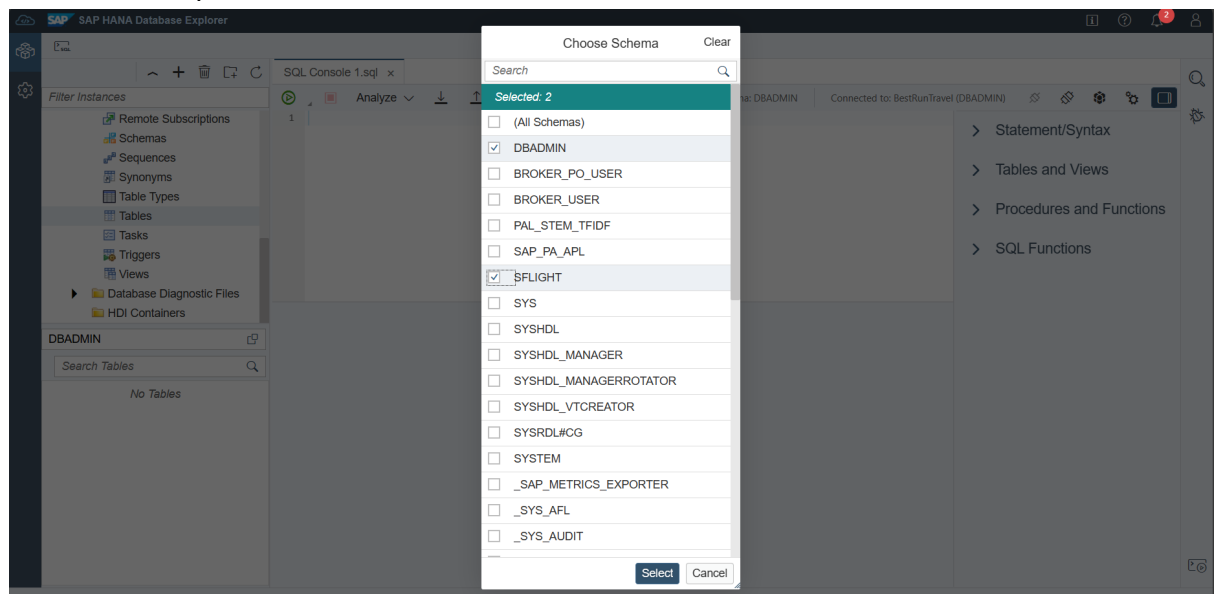 SAP SAP HANA Database Explorer
2
SQL Console 1.sql ×
Filter Instances
Analyze
Connected to: BestRunTravel (DBADMIN)
1
Remote Subscriptions
Schemas
Sequences
Synonyms
Table Types
Tables
Tasks
Triggers
Views
Database Diagnostic Files
HDI Containers
DBADMIN
Search Tables
No Tables
Choose Schema
Clear
Search
Selected: 2
(All Schemas)
DBADMIN
BROKER_PO_USER
BROKER_USER
PAL_STEM_TFIDF
SAP_PA_APL
SFLIGHT
SYS
SYSHDL
SYSHDL_MANAGER
SYSHDL_MANAGERROTATOR
SYSHDL_VTCREATOR
SYSRDL#CG
SYSTEM
_SAP_METRICS_EXPORTER
_SYS_AFL
_SYS_AUDIT
Select
Cancel
: DBADMIN
Statement/Syntax
Tables and Views
Procedures and Functions
SQL Functions